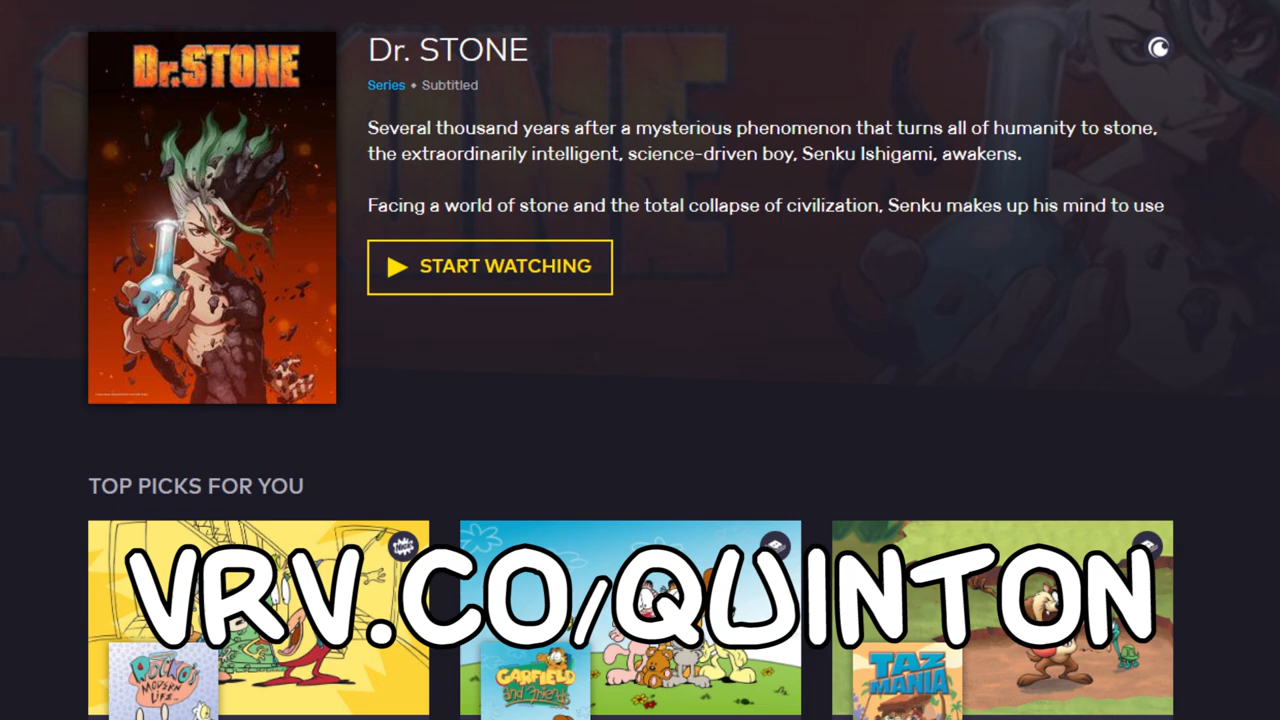 Dr.STONE
Dr. STONE
Series • Subtitled
Several thousand years after a mysterious phenomenon that turns all of humanity to stone,
the extraordinarily intelligent, science-driven boy, Senku Ishigami, awakens.
Facing a world of stone and the total collapse of civilization, Senku makes up his mind to use
START WATCHING
TOP PICKS FOR YOU
VRV.CO/QUINTON
ROCKO'S
MODERN
LIFE
GARFIELD
and Friends
TAZ
MANIA